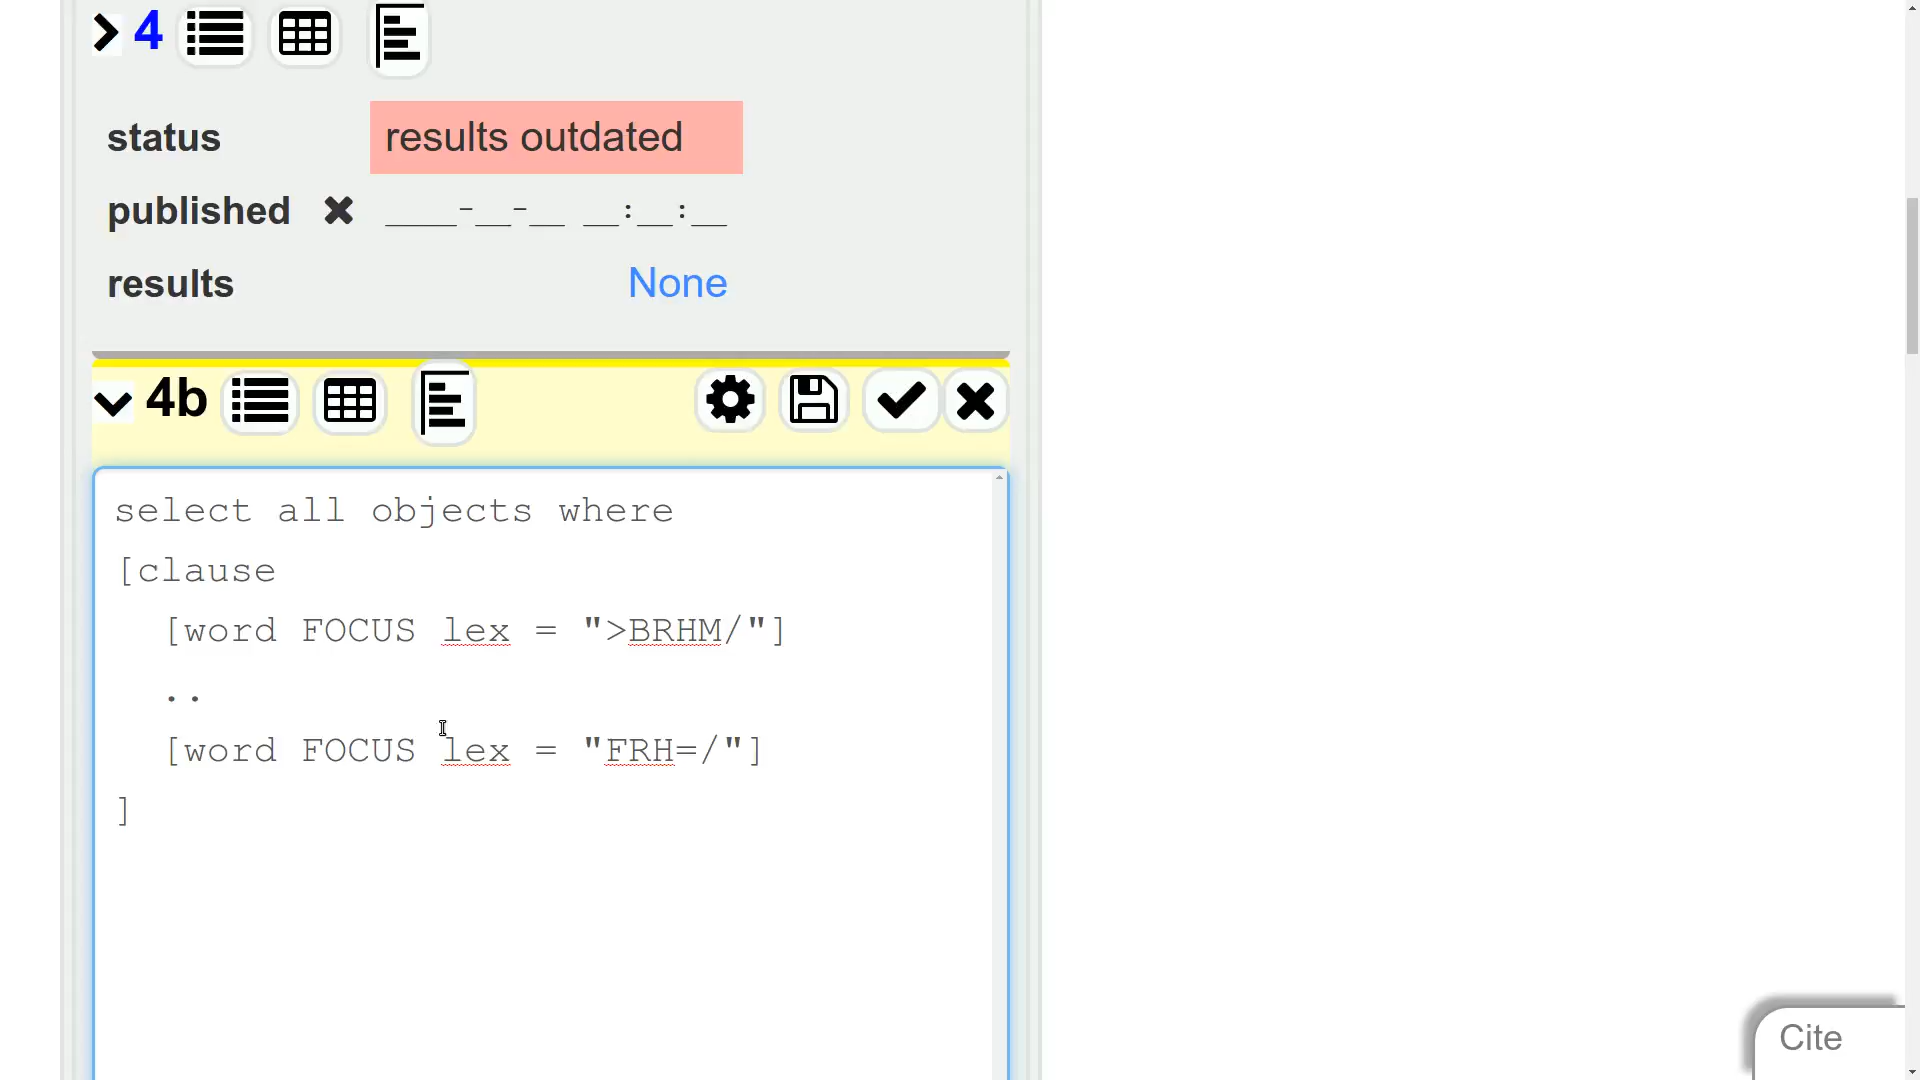 4
status results outdated
published ____-__-__ __:__:__
results None
4b
select all objects where
[clause
[word FOCUS lex = ">BRHM/"]
..
[word FOCUS lex = "FRH=/"]
]
Cite